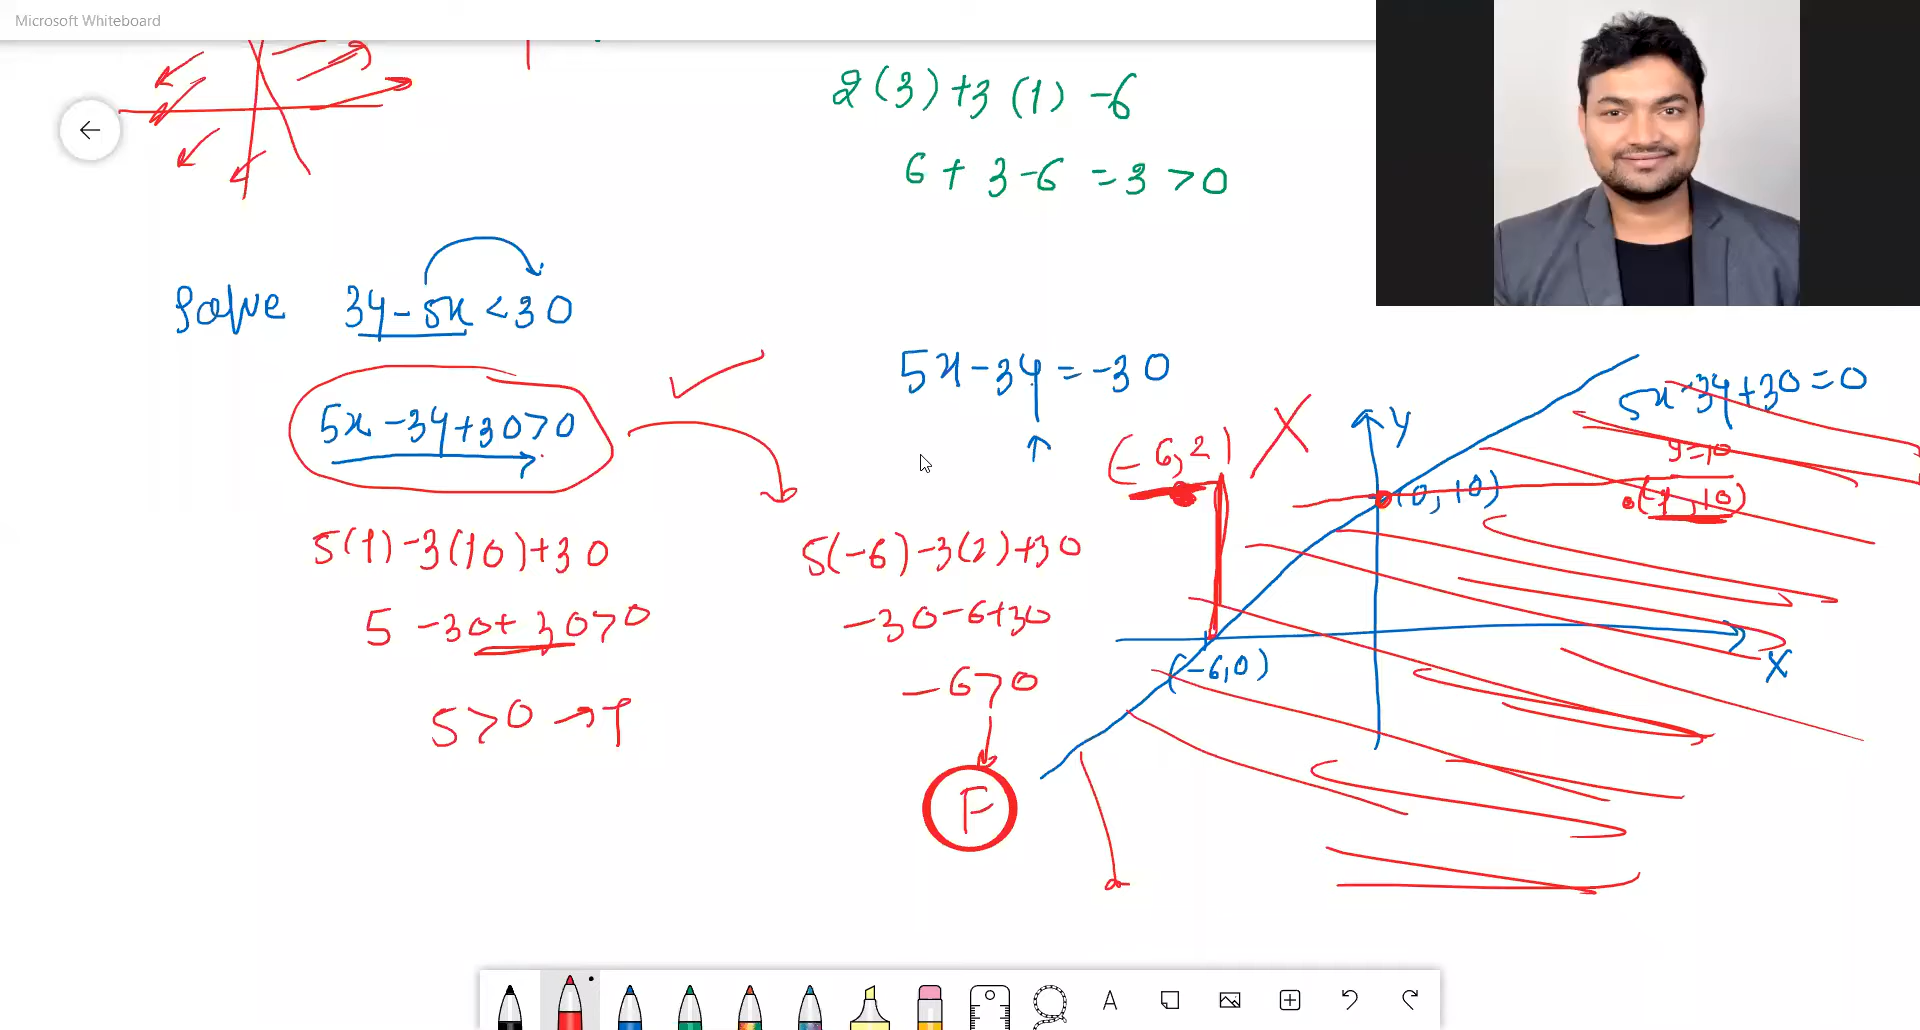 Microsoft Whiteboard
2(3)+3(1)-6
6+3-6=3>0
Solve 3y-5x<30
5x-3y+30>0
5(1)-3(10)+30
5-30+30>0
5>0→T
5x-3y=-30
5(-6)-3(2)+30
-30-6+30
-6>0
F
(-6,2)
X
5x-3y+30=0
Y
y=10
(0,10)
(1,10)
(-6,0)
X
A